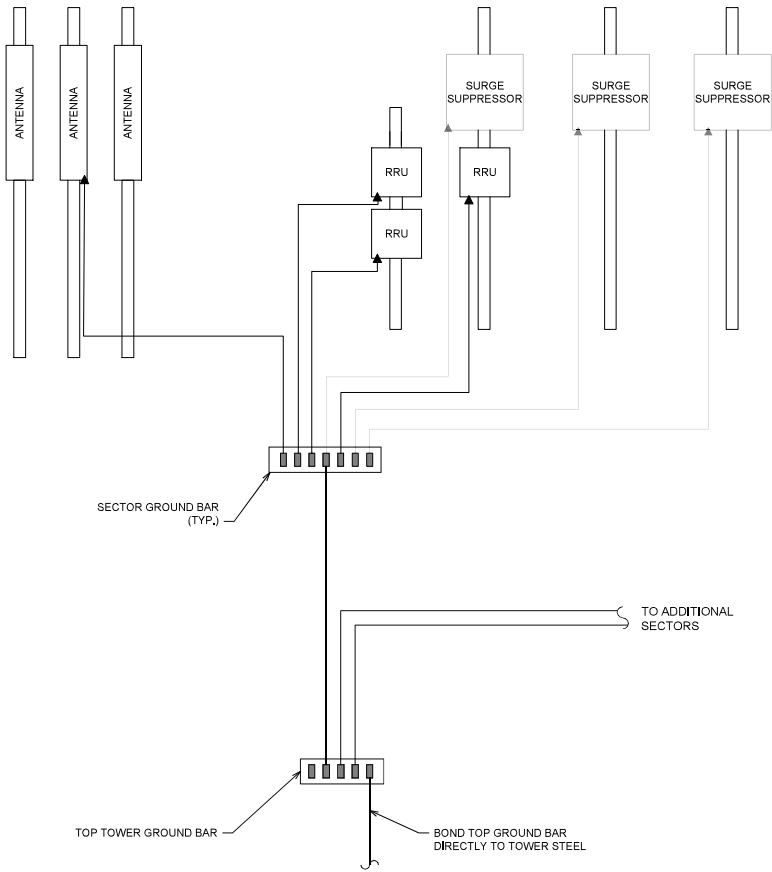 ANTENNA
ANTENNA
ANTENNA
SURGE
SUPPRESSOR
SURGE
SUPPRESSOR
SURGE
SUPPRESSOR
RRU
RRU
RRU
SECTOR GROUND BAR
(TYP.)
TO ADDITIONAL
SECTORS
TOP TOWER GROUND BAR
BOND TOP GROUND BAR
DIRECTLY TO TOWER STEEL